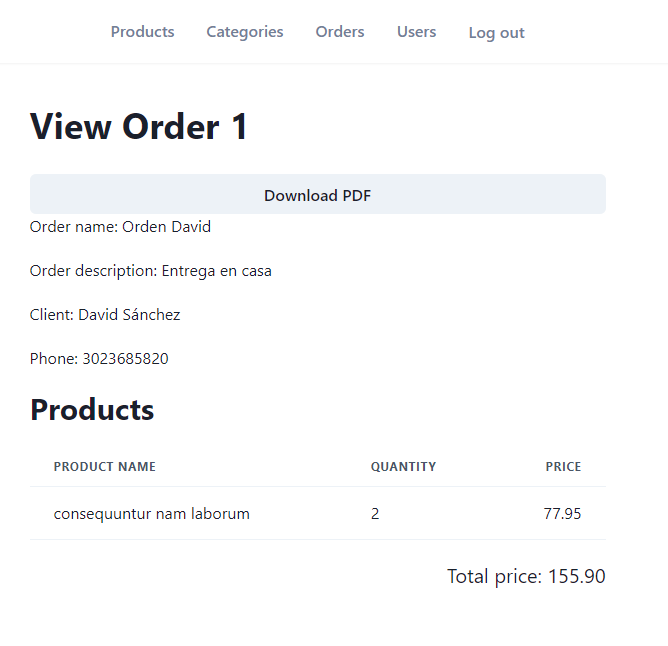 Products Categories Orders Users Log out
View Order 1
Download PDF
Order name: Orden David
Order description: Entrega en casa
Client: David Sánchez
Phone: 3023685820
Products
PRODUCT NAME QUANTITY PRICE
consequuntur nam laborum 2 77.95
Total price: 155.90